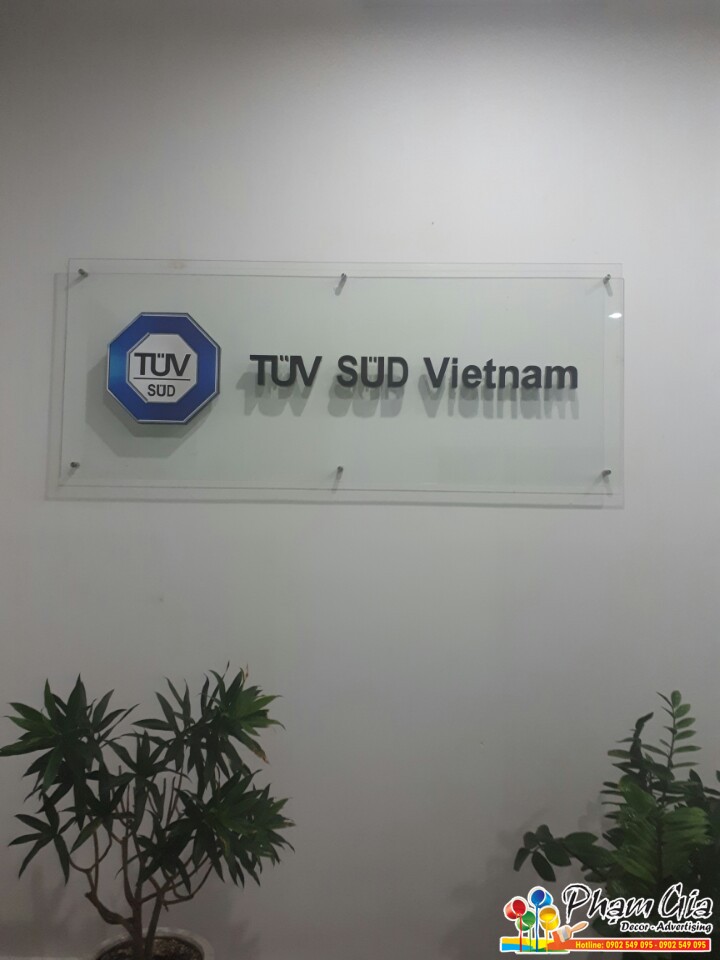 TÜV
SÜD
TÜV SÜD Vietnam
Phạm Gia
Decor - Advertising
Hotline: 0902 549 095 - 0902 549 095